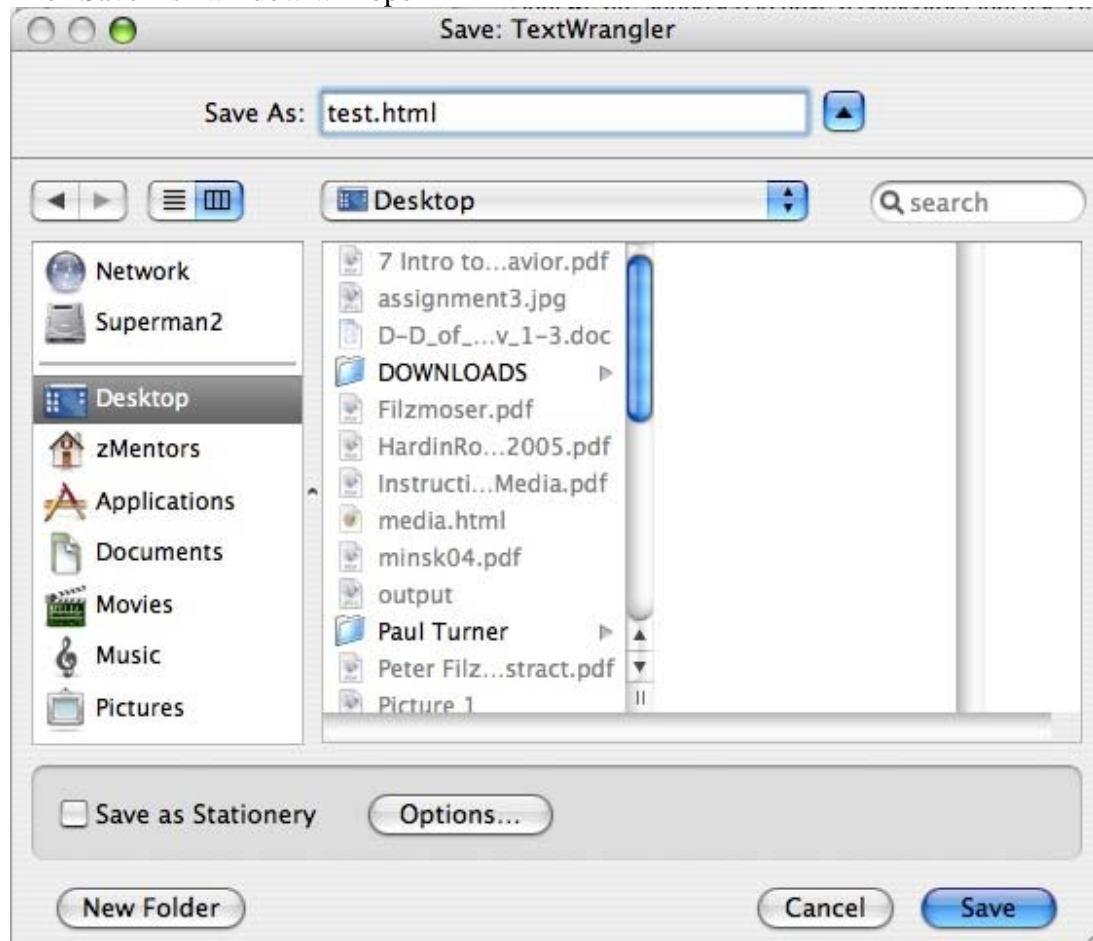 Save: TextWrangler
Save As: test.html
Desktop
search
Network
Superman2
Desktop
zMentors
Applications
Documents
Movies
Music
Pictures
7 Intro to...avior.pdf
assignment3.jpg
D-D_of_...v_1-3.doc
DOWNLOADS
Filzmoser.pdf
HardinRo...2005.pdf
Instructi...Media.pdf
media.html
minsk04.pdf
output
Paul Turner
Peter Filz...stract.pdf
Picture 1
Save as Stationery
Options...
New Folder
Cancel
Save